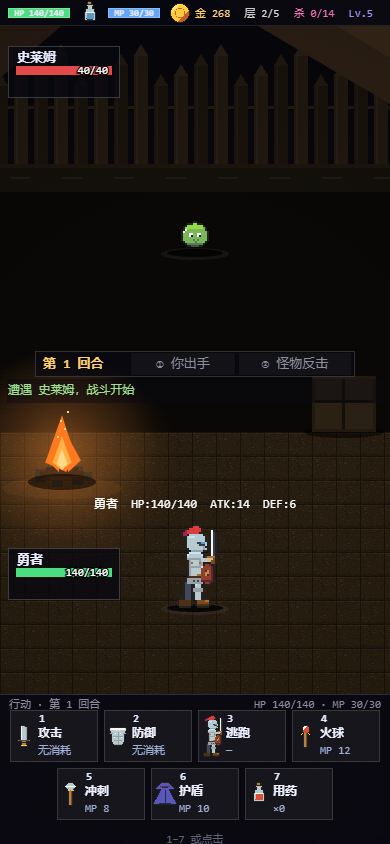 HP 140/140 MP 30/30 金 268 层 2/5 杀 0/14 Lv.5
史莱姆
40/40
第 1 回合 ① 你出手 ② 怪物反击
遭遇 史莱姆，战斗开始
勇者 HP:140/140 ATK:14 DEF:6
勇者
140/140
行动 · 第 1 回合 HP 140/140 · MP 30/30
1 2 3 4
攻击 防御 逃跑 火球
无消耗 无消耗 — MP 12
5 6 7
冲刺 护盾 用药
MP 8 MP 10 ×0
1-7 或点击